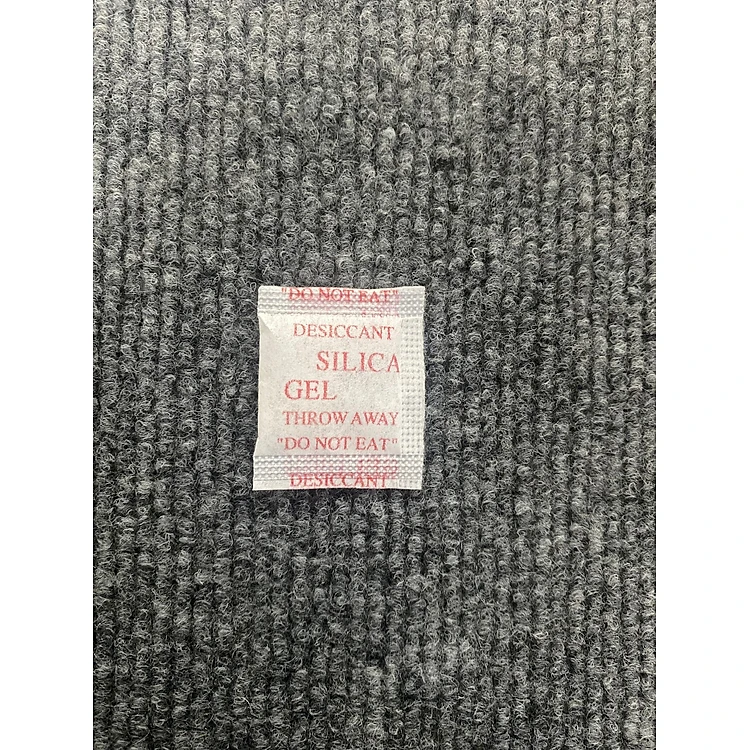 "DO NOT EAT"
DESICCANT
SILICA
GEL
THROW AWAY
"DO NOT EAT"
DESICCANT